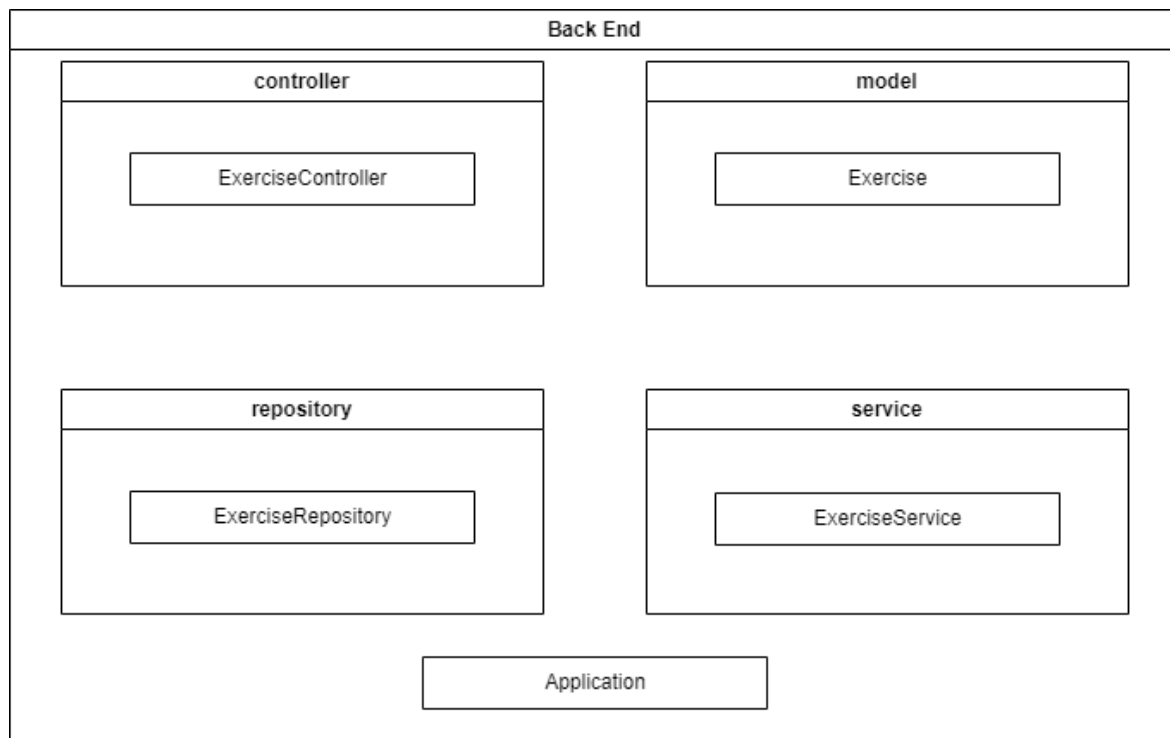 Back End
controller
model
ExerciseController
Exercise
repository
service
ExerciseRepository
ExerciseService
Application